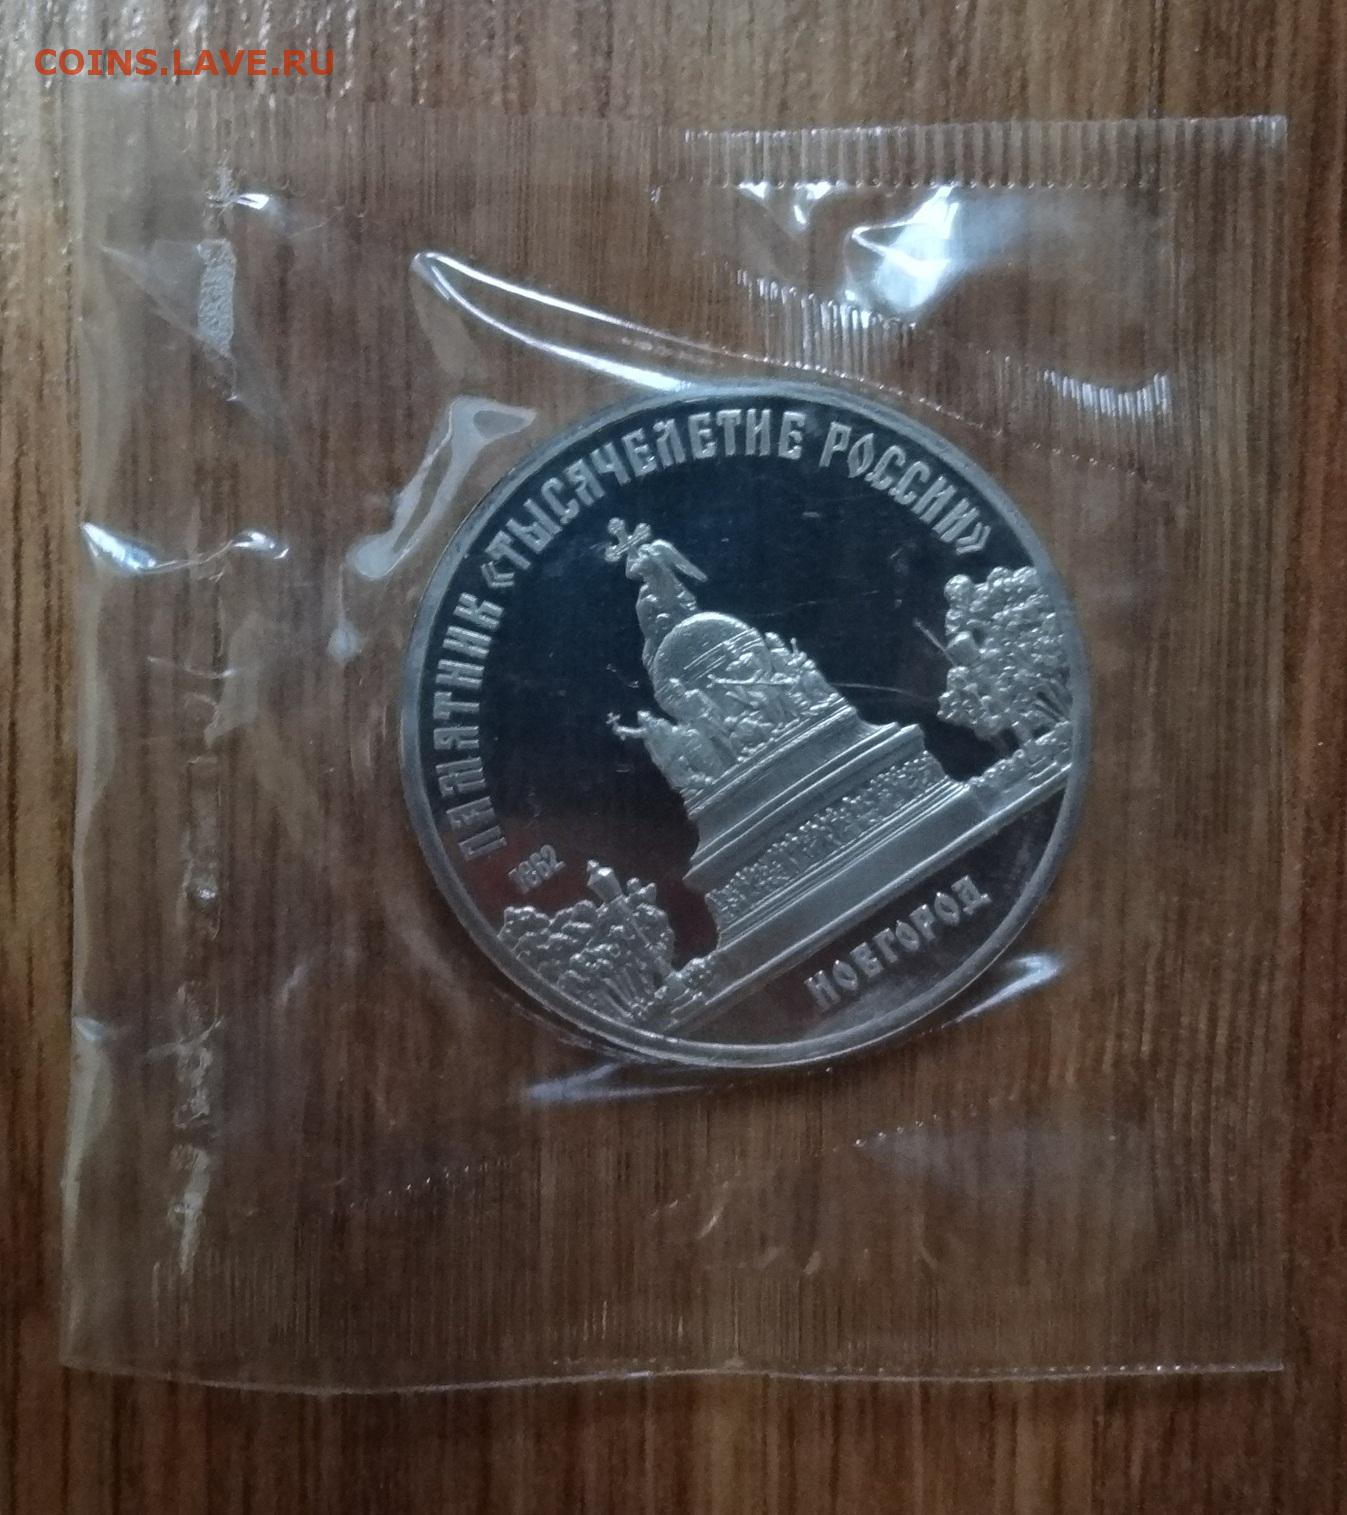 COINS.LAVE.RU
ПАМЯТНИК «ТЫСЯЧЕЛЕТИЕ РОССИИ»
1862
НОВГОРОД